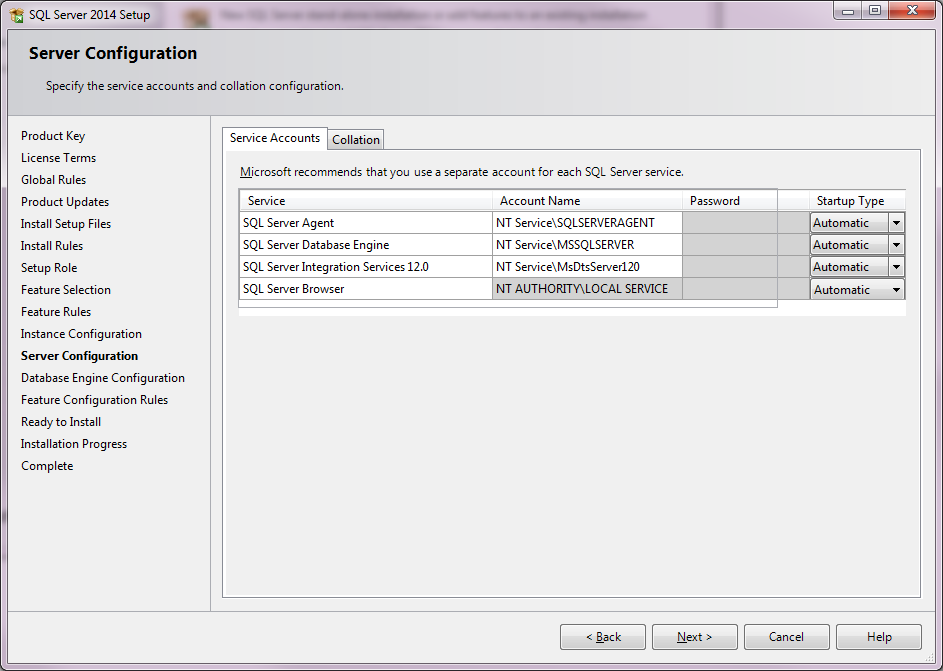 SQL Server 2014 Setup
Server Configuration
Specify the service accounts and collation configuration.
Product Key
License Terms
Global Rules
Product Updates
Install Setup Files
Install Rules
Setup Role
Feature Selection
Feature Rules
Instance Configuration
Server Configuration
Database Engine Configuration
Feature Configuration Rules
Ready to Install
Installation Progress
Complete
Service Accounts Collation
Microsoft recommends that you use a separate account for each SQL Server service.
Service Account Name Password Startup Type
SQL Server Agent NT Service\SQLSERVERAGENT Automatic
SQL Server Database Engine NT Service\MSSQLSERVER Automatic
SQL Server Integration Services 12.0 NT Service\MsDtsServer120 Automatic
SQL Server Browser NT AUTHORITY\LOCAL SERVICE Automatic
< Back Next > Cancel Help